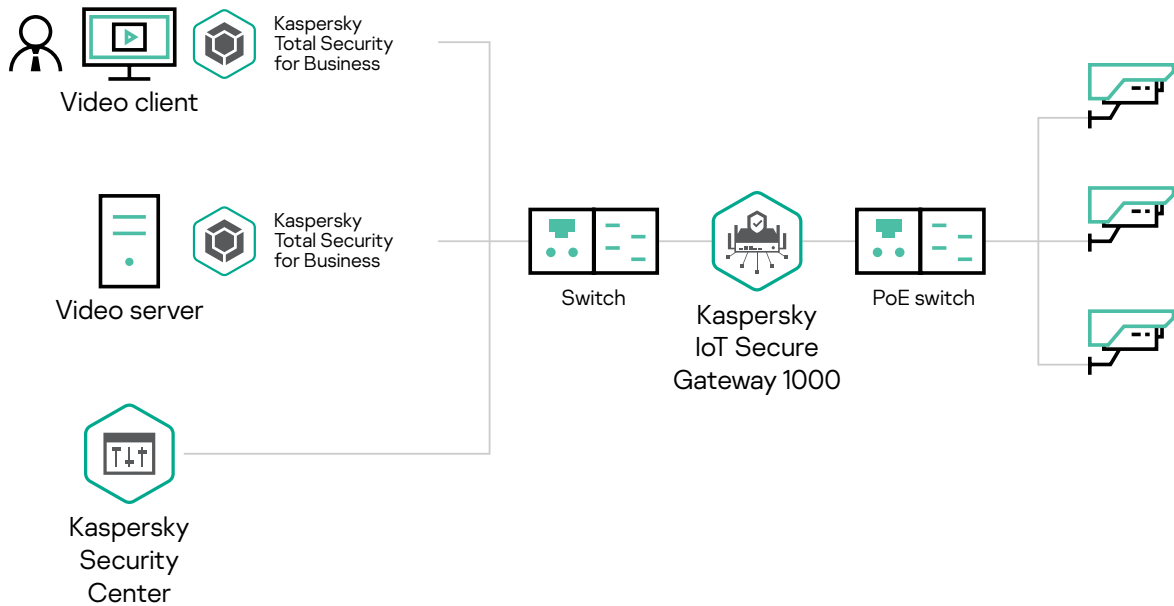 Kaspersky
Total Security
for Business
Video client
Kaspersky
Total Security
for Business
Video server
Switch
Kaspersky
IoT Secure
Gateway 1000
PoE switch
Kaspersky
Security
Center